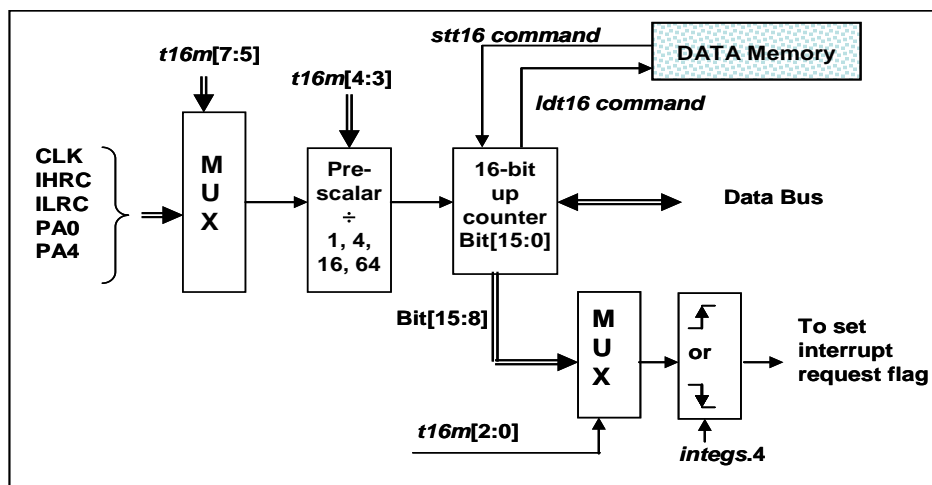 stt16 command
DATA Memory
t16m[7:5]
t16m[4:3]
ldt16 command
CLK
IHRC
ILRC
PA0
PA4
M
U
X
Pre-
scalar
÷
1, 4,
16, 64
16-bit
up
counter
Bit[15:0]
Data Bus
Bit[15:8]
M
U
X
or
To set
interrupt
request flag
t16m[2:0]
integs.4